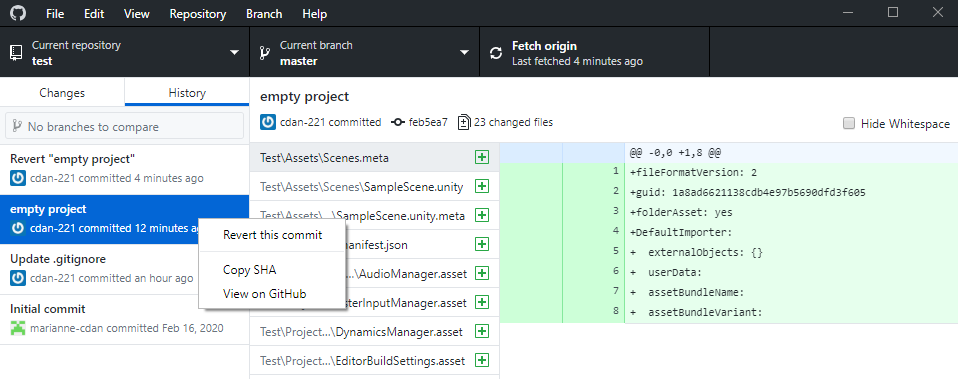 File Edit View Repository Branch Help
Current repository
test
Current branch
master
Fetch origin
Last fetched 4 minutes ago
Changes
History
No branches to compare
Revert "empty project"
cdan-221 committed 4 minutes ago
empty project
cdan-221 committed 12 minutes ag
Update .gitignore
cdan-221 committed an hour ago
Initial commit
marianne-cdan committed Feb 16, 2020
Revert this commit
Copy SHA
View on GitHub
empty project
cdan-221 committed feb5ea7 23 changed files
Hide Whitespace
Test\Assets\Scenes.meta
Test\Assets\Scenes\SampleScene.unity
Test\Assets\...\SampleScene.unity.meta
manifest.json
...\AudioManager.asset
sterInputManager.asset
Test\Project...\DynamicsManager.asset
Test\Project...\EditorBuildSettings.asset
@@ -0,0 +1,8 @@
1 +fileFormatVersion: 2
2 +guid: 1a8ad6621138cdb4e97b5690dfd3f605
3 +folderAsset: yes
4 +DefaultImporter:
5 +  externalObjects: {}
6 +  userData:
7 +  assetBundleName:
8 +  assetBundleVariant: